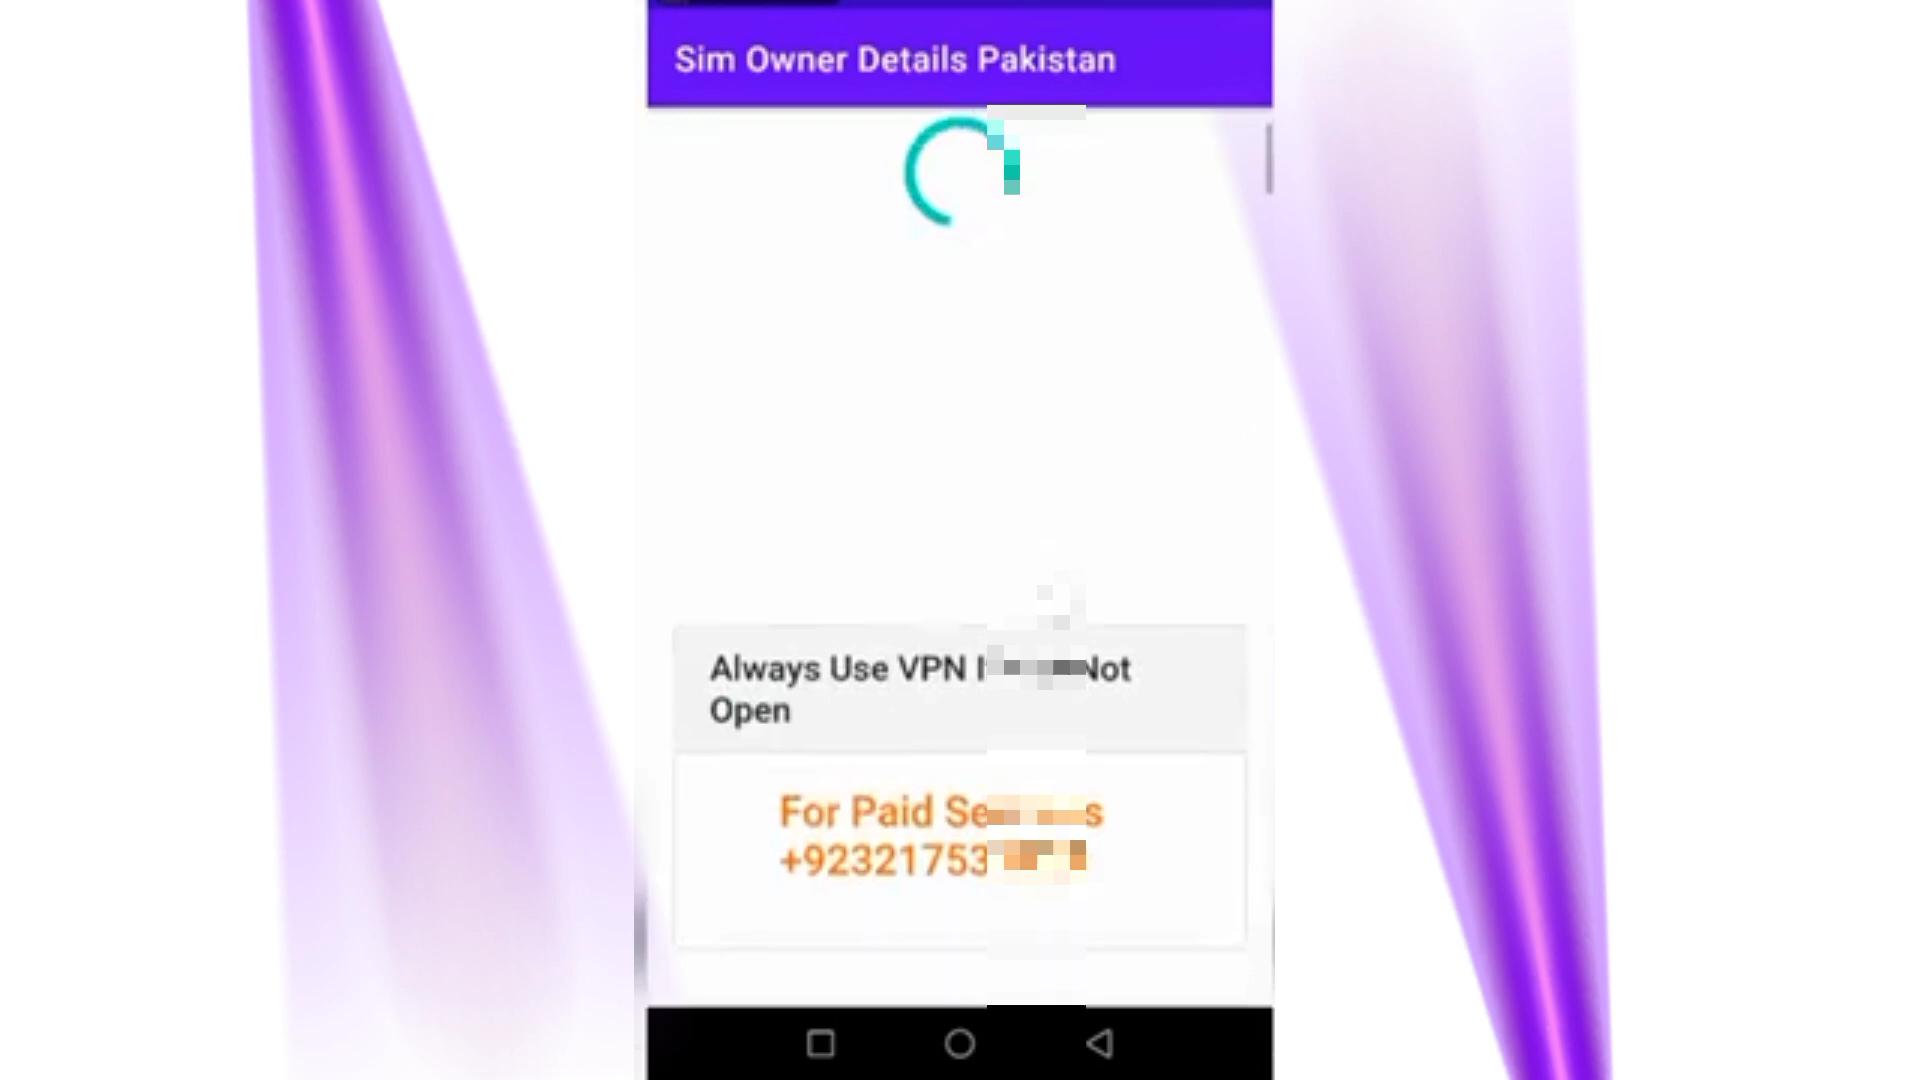 Sim Owner Details Pakistan
Always Use VPN Not
Open
For Paid
+92321753